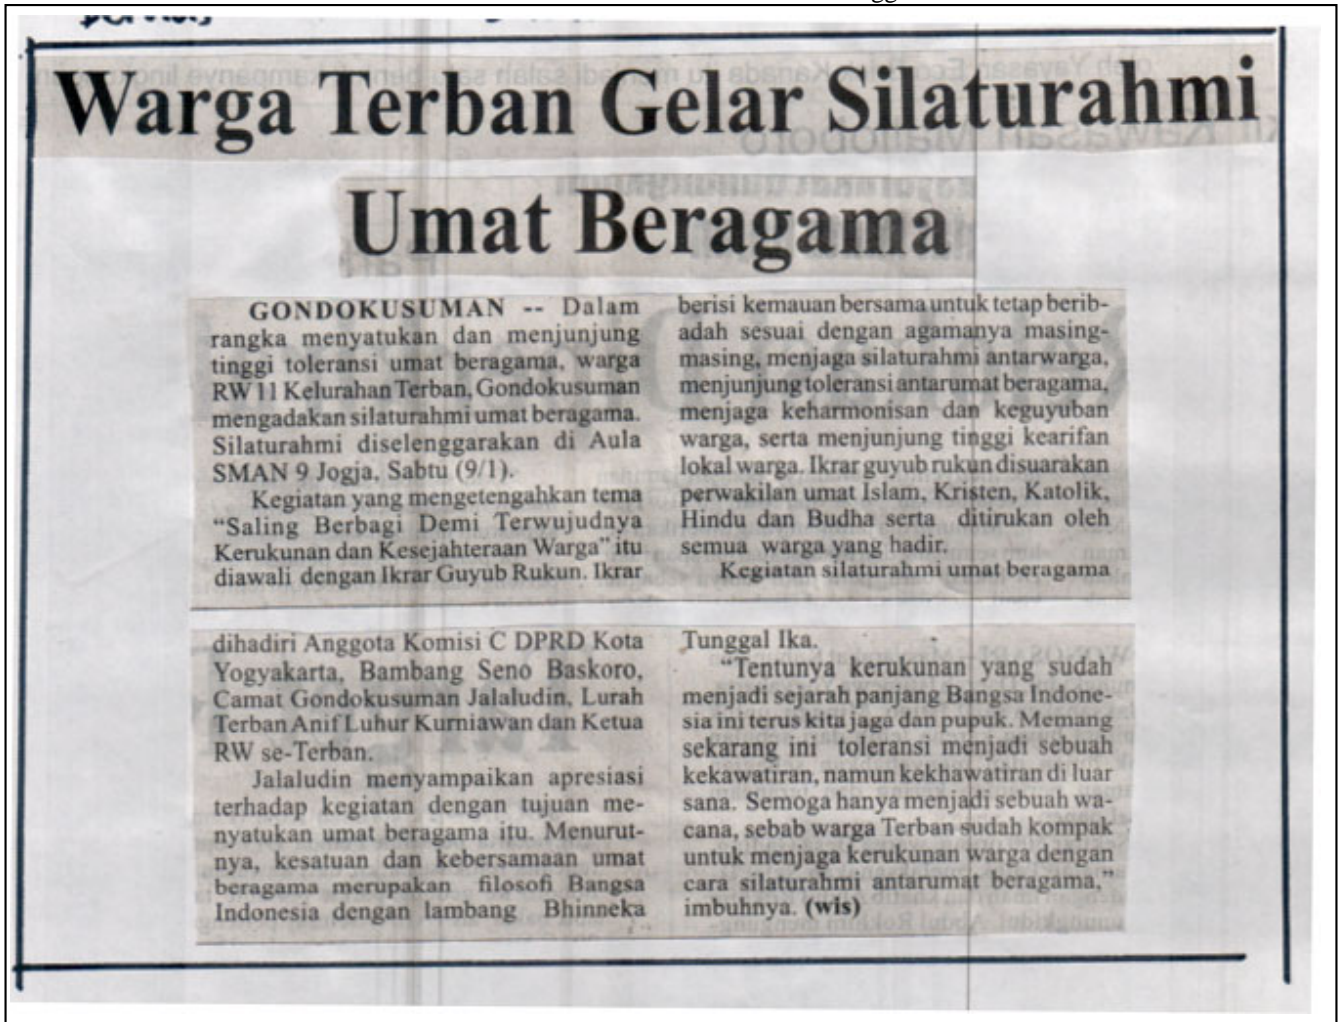 Warga Terban Gelar Silaturahmi
Umat Beragama
GONDOKUSUMAN -- Dalam
rangka menyatukan dan menjunjung
tinggi toleransi umat beragama, warga
RW 11 Kelurahan Terban, Gondokusuman
mengadakan silaturahmi umat beragama.
Silaturahmi diselenggarakan di Aula
SMAN 9 Jogja, Sabtu (9/1).
Kegiatan yang mengetengahkan tema
“Saling Berbagi Demi Terwujudnya
Kerukunan dan Kesejahteraan Warga” itu
diawali dengan Ikrar Guyub Rukun. Ikrar
berisi kemauan bersama untuk tetap berib-
adah sesuai dengan agamanya masing-
masing, menjaga silaturahmi antarwarga,
menjunjung toleransi antarumat beragama,
menjaga keharmonisan dan keguyuban
warga, serta menjunjung tinggi kearifan
lokal warga. Ikrar guyub rukun disuarakan
perwakilan umat Islam, Kristen, Katolik,
Hindu dan Budha serta ditirukan oleh
semua warga yang hadir.
Kegiatan silaturahmi umat beragama
dihadiri Anggota Komisi C DPRD Kota
Yogyakarta, Bambang Seno Baskoro,
Camat Gondokusuman Jalaludin, Lurah
Terban Anif Luhur Kurniawan dan Ketua
RW se-Terban.
Jalaludin menyampaikan apresiasi
terhadap kegiatan dengan tujuan me-
nyatukan umat beragama itu. Menurut-
nya, kesatuan dan kebersamaan umat
beragama merupakan filosofi Bangsa
Indonesia dengan lambang Bhinneka
Tunggal Ika.
“Tentunya kerukunan yang sudah
menjadi sejarah panjang Bangsa Indone-
sia ini terus kita jaga dan pupuk. Memang
sekarang ini toleransi menjadi sebuah
kekawatiran, namun kekhawatiran di luar
sana. Semoga hanya menjadi sebuah wa-
cana, sebab warga Terban sudah kompak
untuk menjaga kerukunan warga dengan
cara silaturahmi antarumat beragama,”
imbuhnya. (wis)